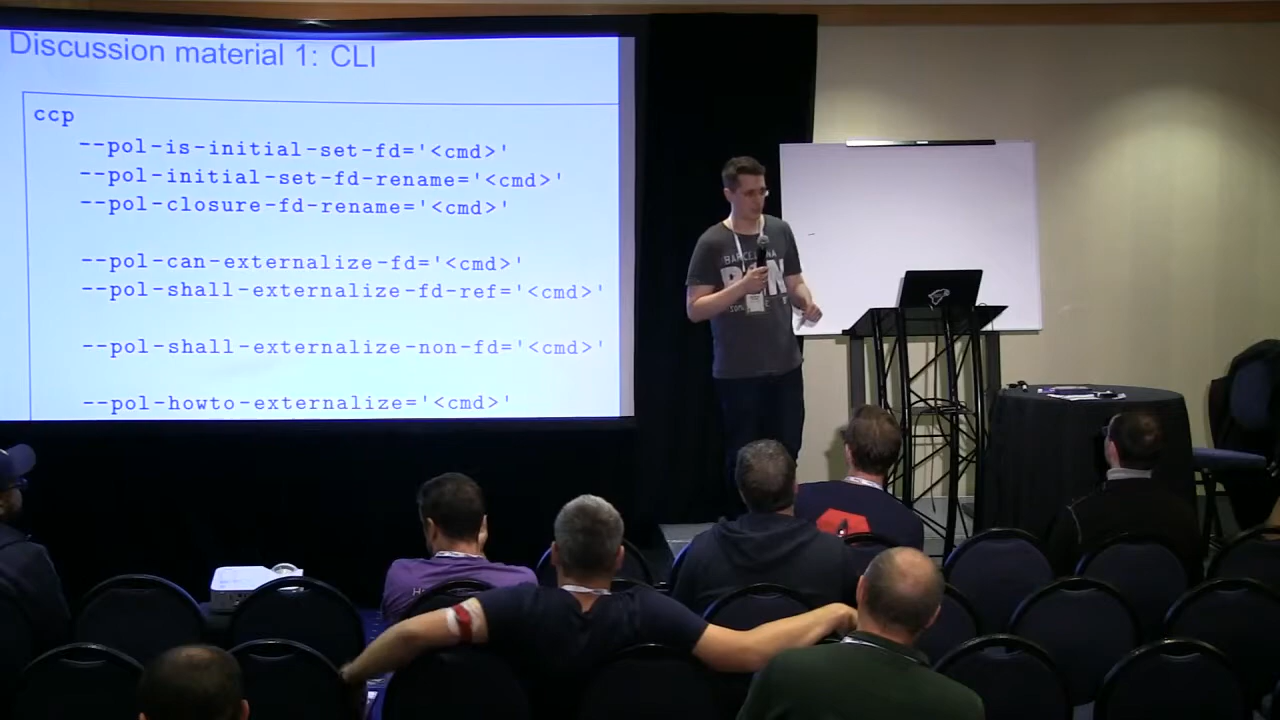 Discussion material 1: CLI
ccp
--pol-is-initial-set-fd='<cmd>'
--pol-initial-set-fd-rename='<cmd>'
--pol-closure-fd-rename='<cmd>'
--pol-can-externalize-fd='<cmd>'
--pol-shall-externalize-fd-ref='<cmd>'
--pol-shall-externalize-non-fd='<cmd>'
--pol-howto-externalize='<cmd>'
BARCELONA